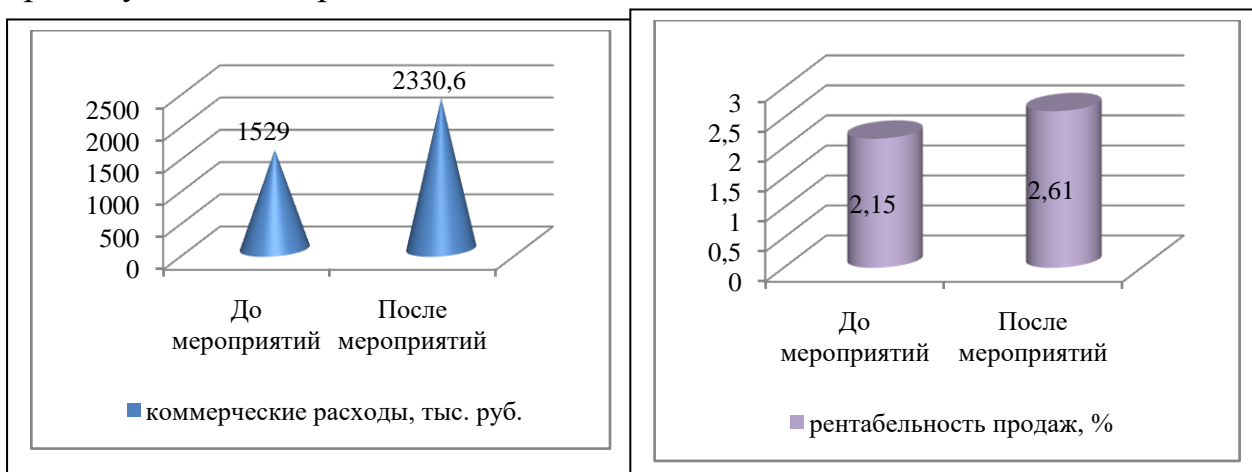 2500
2000
1500
1000
500
0
1529
2330,6
До мероприятий
После мероприятий
коммерческие расходы, тыс. руб.
3
2,5
2
1,5
1
0,5
0
2,15
2,61
До мероприятий
После мероприятий
рентабельность продаж, %